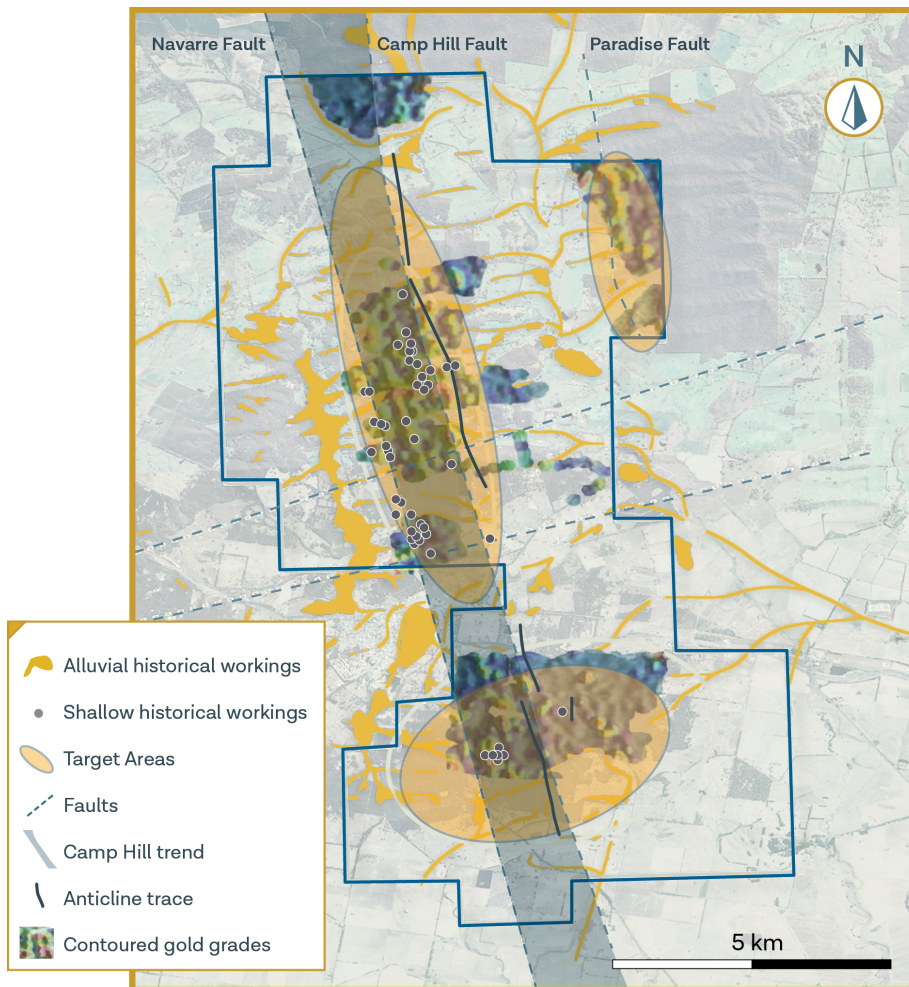 Navarre Fault
Camp Hill Fault
Paradise Fault
N
Alluvial historical workings
Shallow historical workings
Target Areas
Faults
Camp Hill trend
Anticline trace
Contoured gold grades
5 km